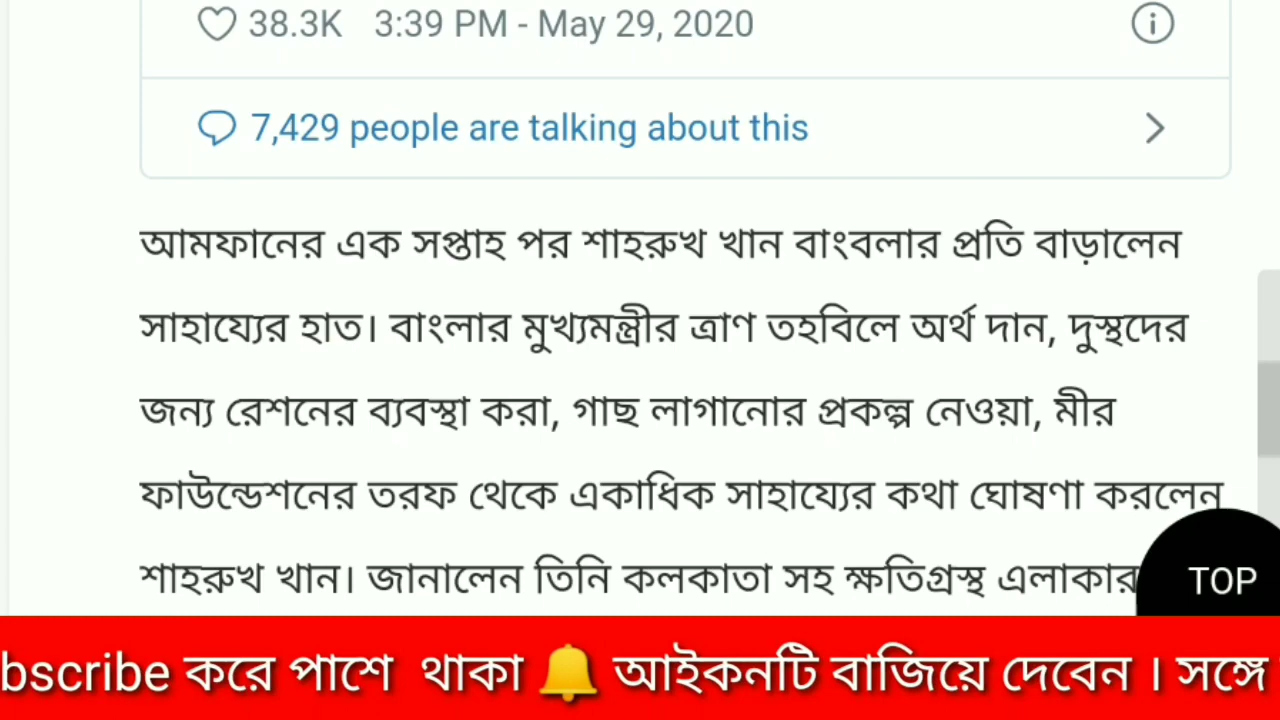 38.3K 3:39 PM - May 29, 2020
7,429 people are talking about this
আমফানের এক সপ্তাহ পর শাহরুখ খান বাংবলার প্রতি বাড়ালেন
সাহায্যের হাত। বাংলার মুখ্যমন্ত্রীর ত্রাণ তহবিলে অর্থ দান, দুস্থদের
জন্য রেশনের ব্যবস্থা করা, গাছ লাগানোর প্রকল্প নেওয়া, মীর
ফাউন্ডেশনের তরফ থেকে একাধিক সাহায্যের কথা ঘোষণা করলেন
শাহরুখ খান। জানালেন তিনি কলকাতা সহ ক্ষতিগ্রস্থ এলাকার
TOP
bscribe করে পাশে থাকা 🔔 আইকনটি বাজিয়ে দেবেন । সঙ্গে